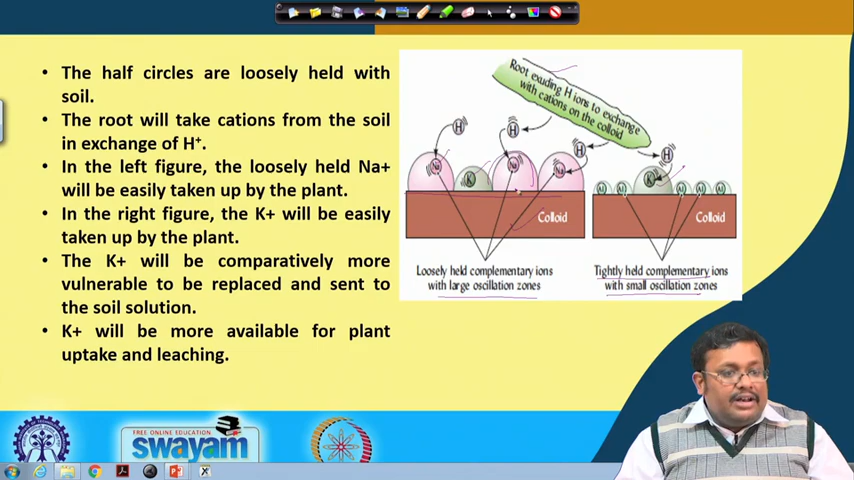 • The half circles are loosely held with
soil.
• The root will take cations from the soil
in exchange of H+.
• In the left figure, the loosely held Na+
will be easily taken up by the plant.
• In the right figure, the K+ will be easily
taken up by the plant.
• The K+ will be comparatively more
vulnerable to be replaced and sent to
the soil solution.
• K+ will be more available for plant
uptake and leaching.
Root exuding H ions to exchange
with cations on the colloid
H H H H
Na K Na Na
Al Al K Al Al Al
Colloid
Colloid
Loosely held complementary ions
with large oscillation zones
Tightly held complementary ions
with small oscillation zones
FREE ONLINE EDUCATION
swayam